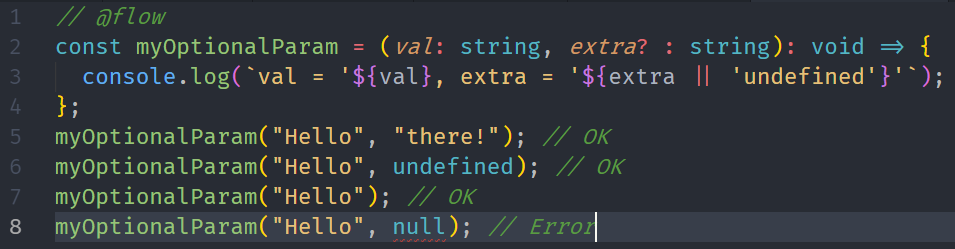 1 // @flow
2 const myOptionalParam = (val: string, extra? : string): void => {
3   console.log(`val = '${val}, extra = '${extra || 'undefined'}'`);
4 };
5 myOptionalParam("Hello", "there!"); // OK
6 myOptionalParam("Hello", undefined); // OK
7 myOptionalParam("Hello"); // OK
8 myOptionalParam("Hello", null); // Error